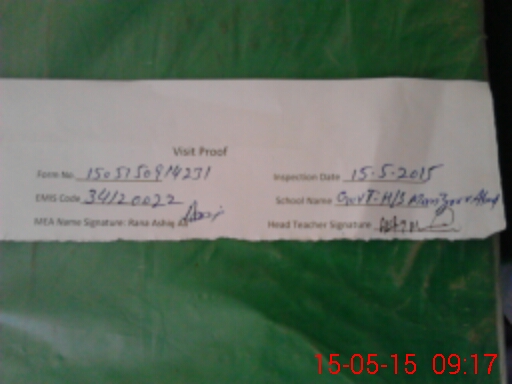 Visit Proof
Form No. 1505150914231 Inspection Date 15-5-2015
EMIS Code 34120022 School Name Govt. H/S
MEA Name Signature: Rana Ashiq Head Teacher Signature
15-05-15 09:17